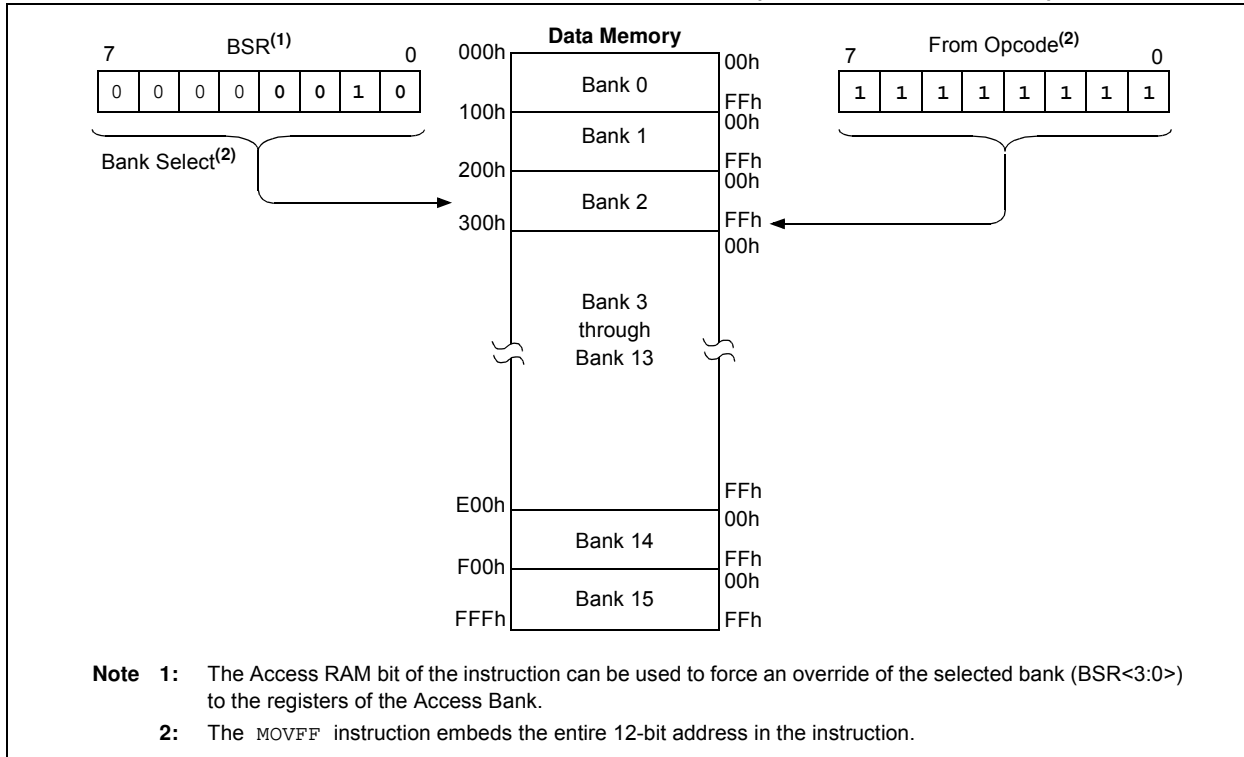 7 BSR(1) 0
0 0 0 0 0 0 1 0
Bank Select(2)
Data Memory
000h
Bank 0
00h
FFh
100h
Bank 1
00h
FFh
200h
Bank 2
00h
FFh
300h
00h
Bank 3
through
Bank 13
FFh
E00h
Bank 14
00h
FFh
F00h
Bank 15
00h
FFFh
FFh
7 From Opcode(2) 0
1 1 1 1 1 1 1 1
Note 1: The Access RAM bit of the instruction can be used to force an override of the selected bank (BSR<3:0>)
to the registers of the Access Bank.
2: The MOVFF instruction embeds the entire 12-bit address in the instruction.